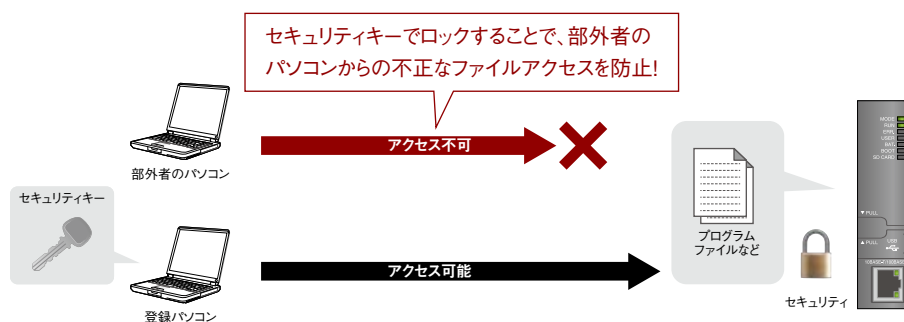 セキュリティキーでロックすることで、部外者の
パソコンからの不正なファイルアクセスを防止!
アクセス不可
部外者のパソコン
セキュリティキー
アクセス可能
登録パソコン
プログラム
ファイルなど
セキュリティ
MODE
RUN
ERR.
USER
BAT.
BOOT
SD CARD
▼PULL
▲PULL
USB